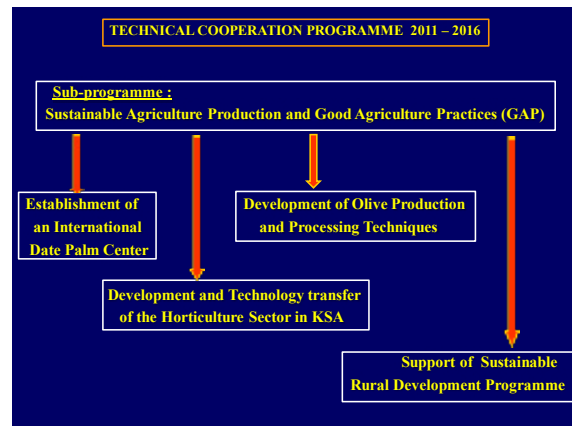 TECHNICAL COOPERATION PROGRAMME 2011 – 2016
Sub-programme :
Sustainable Agriculture Production and Good Agriculture Practices (GAP)
Establishment of
an International
Date Palm Center
Development of Olive Production
and Processing Techniques
Development and Technology transfer
of the Horticulture Sector in KSA
Support of Sustainable
Rural Development Programme